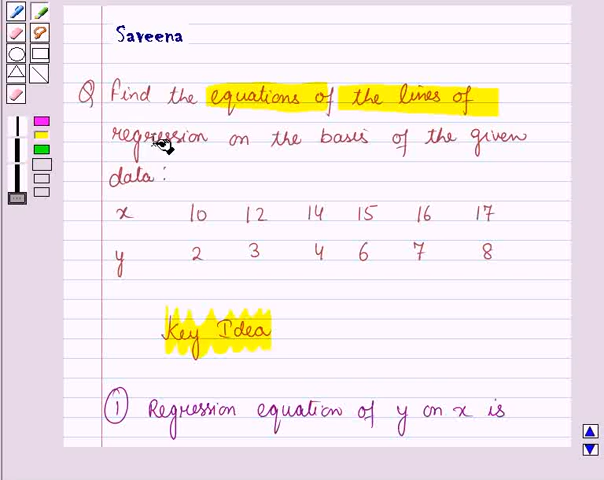 Saveena
Q Find the equations of the lines of
regression on the basis of the given
data:
x 10 12 14 15 16 17
y 2 3 4 6 7 8
Key Idea
① Regression equation of y on x is